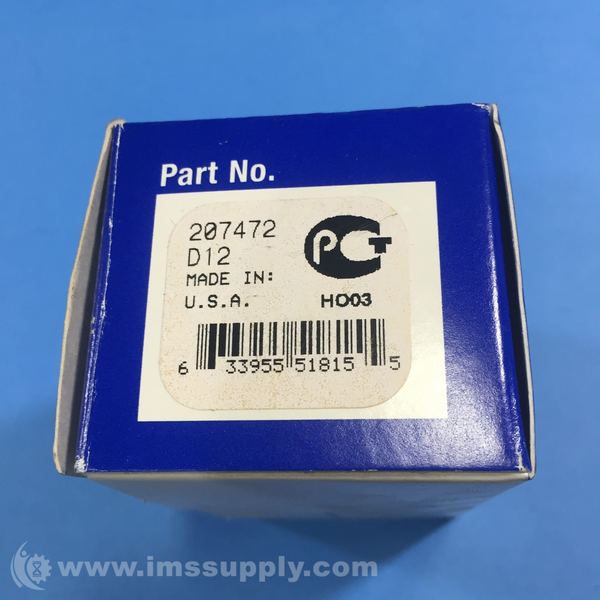 Part No.
207472
D12
MADE IN:
U.S.A.
PCT
HO03
6 33955 51815 5
www.imssupply.com